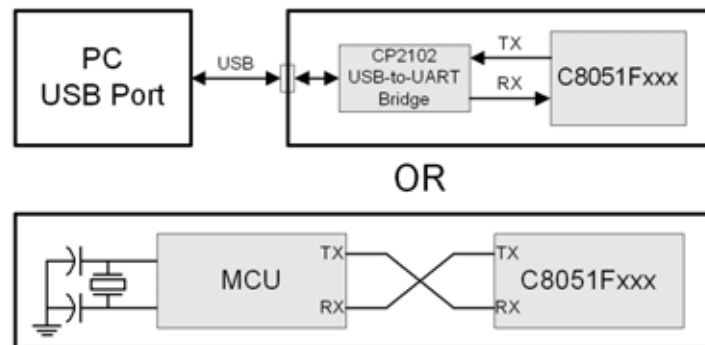 PC
USB Port
USB
CP2102
USB-to-UART
Bridge
TX
RX
C8051Fxxx
OR
MCU
TX
RX
TX
RX
C8051Fxxx